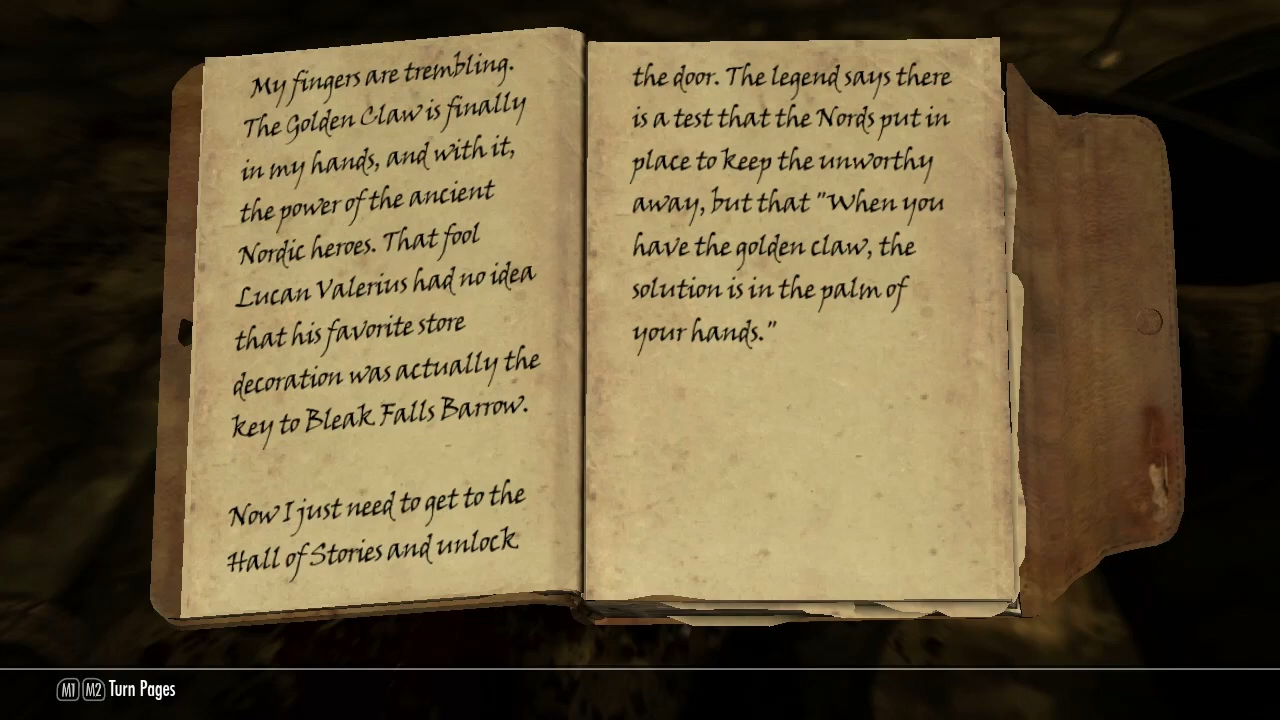 My fingers are trembling.
The Golden Claw is finally
in my hands, and with it,
the power of the ancient
Nordic heroes. That fool
Lucan Valerius had no idea
that his favorite store
decoration was actually the
key to Bleak Falls Barrow.
Now I just need to get to the
Hall of Stories and unlock
the door. The legend says there
is a test that the Nords put in
place to keep the unworthy
away, but that "When you
have the golden claw, the
solution is in the palm of
your hands."
M1 M2 Turn Pages